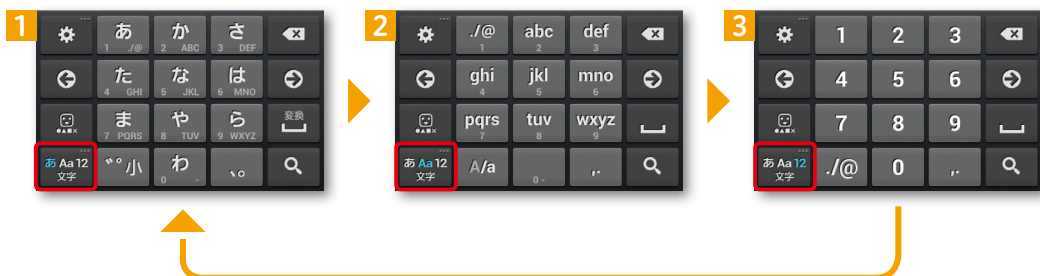 1
あ か さ
1 ./@ 2 ABC 3 DEF
た な は
4 GHI 5 JKL 6 MNO
ま や ら 変換
7 PQRS 8 TUV 9 WXYZ
あ Aa 12 ゛゜小 わ 、。
文字 0 -
2
./@ abc def
1 2 3
ghi jkl mno
4 5 6
pqrs tuv wxyz
7 8 9
あ Aa 12 A/a ,.
文字 0 -
3
1 2 3
4 5 6
7 8 9
あ Aa 12 ./@ 0 ,.
文字